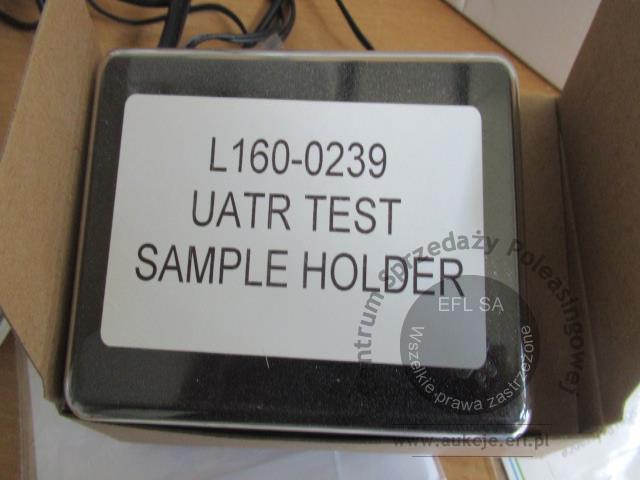 L160-0239
UATR TEST
SAMPLE HOLDER
Centrum sprzedaży Poleasingowej
EFL SA
Wszelkie prawa zastrzeżone
www.aukcje.efl.pl